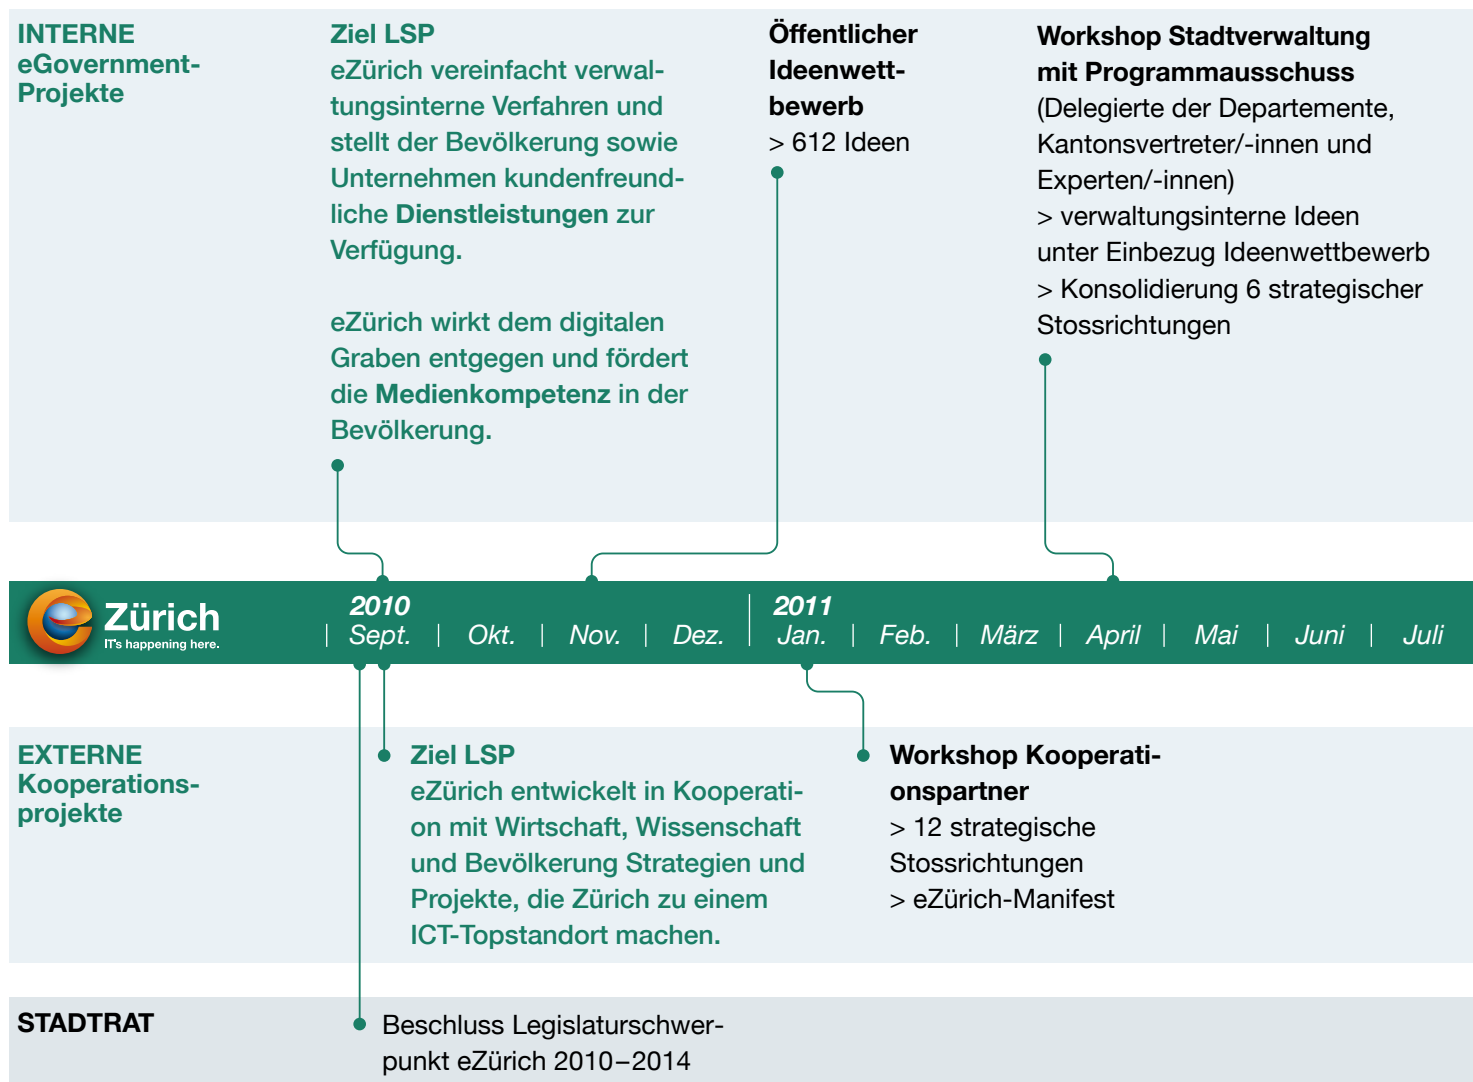 INTERNE
eGovernment-
Projekte
Ziel LSP
eZürich vereinfacht verwal-
tungsinterne Verfahren und
stellt der Bevölkerung sowie
Unternehmen kundenfreund-
liche Dienstleistungen zur
Verfügung.
eZürich wirkt dem digitalen
Graben entgegen und fördert
die Medienkompetenz in der
Bevölkerung.
Öffentlicher
Ideenwett-
bewerb
> 612 Ideen
Workshop Stadtverwaltung
mit Programmausschuss
(Delegierte der Departemente,
Kantonsvertreter/-innen und
Experten/-innen)
> verwaltungsinterne Ideen
unter Einbezug Ideenwettbewerb
> Konsolidierung 6 strategischer
Stossrichtungen
e Zürich
IT's happening here.
2010 2011
| Sept. | Okt. | Nov. | Dez. | Jan. | Feb. | März | April | Mai | Juni | Juli
EXTERNE
Kooperations-
projekte
Ziel LSP
eZürich entwickelt in Kooperati-
on mit Wirtschaft, Wissenschaft
und Bevölkerung Strategien und
Projekte, die Zürich zu einem
ICT-Topstandort machen.
Workshop Kooperati-
onspartner
> 12 strategische
Stossrichtungen
> eZürich-Manifest
STADTRAT
Beschluss Legislaturschwer-
punkt eZürich 2010–2014